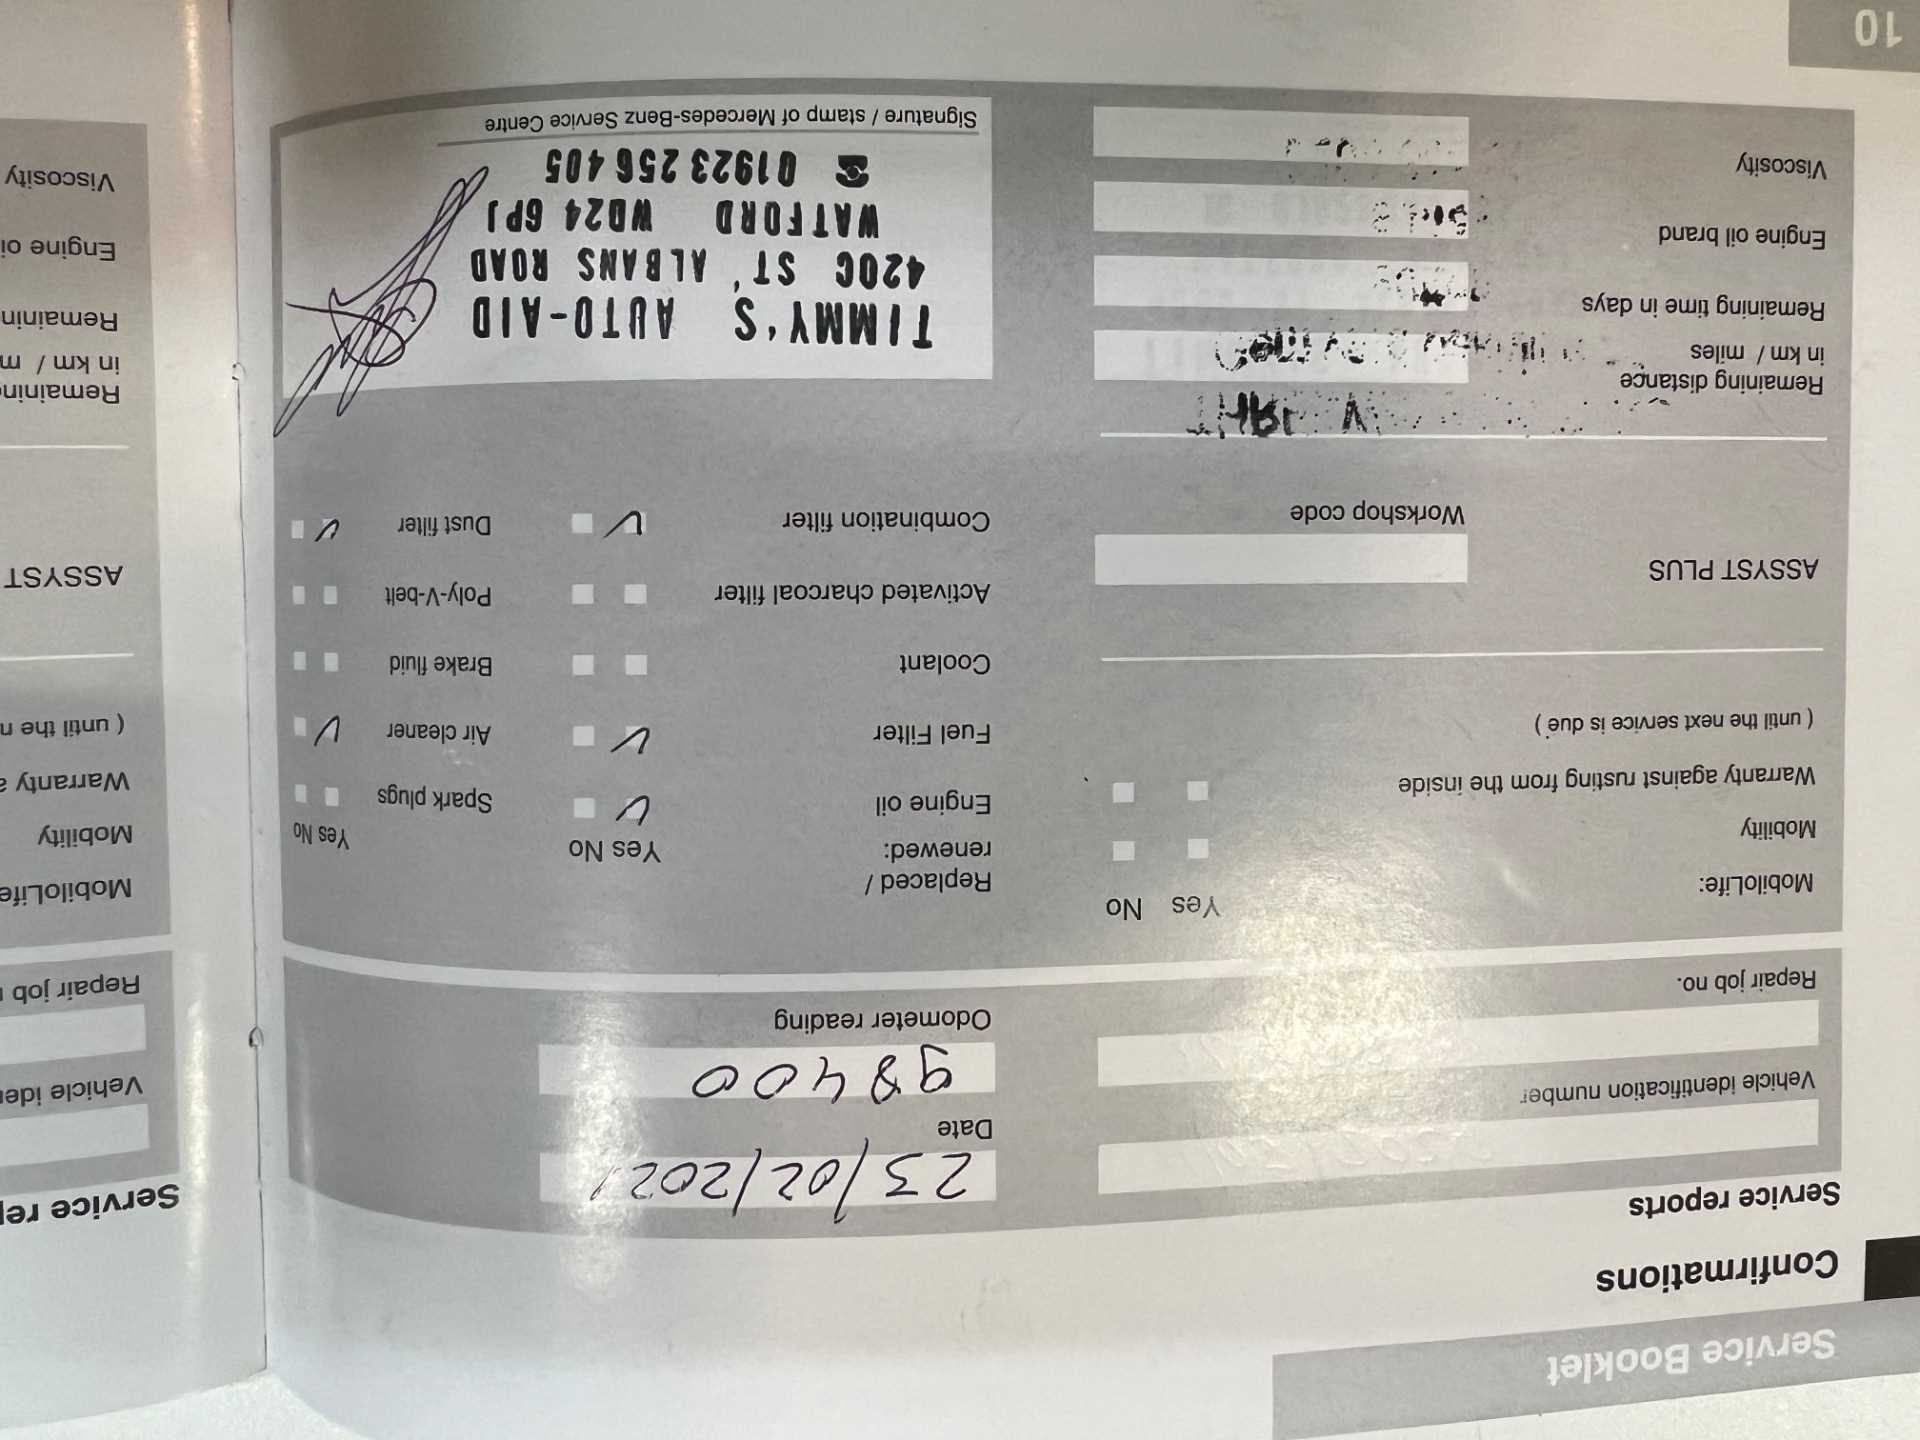 Service Booklet
Confirmations
Service reports
Vehicle identification number
Repair job no.
23/02/2021
Date
98400
Odometer reading
MobiloLife:
Yes No
Mobility
Warranty against rusting from the inside
( until the next service is due )
ASSYST PLUS
Workshop code
Remaining distance
in km / miles
Remaining time in days
Engine oil brand
Viscosity
Replaced /
renewed:
Yes No
Yes No
Engine oil
Spark plugs
Fuel Filter
Air cleaner
Coolant
Brake fluid
Activated charcoal filter
Poly-V-belt
Combination filter
Dust filter
TIMMY'S AUTO-AID
420C ST' ALBANS ROAD
WATFORD WD24 6PJ
☎ 01923 256 405
Signature / stamp of Mercedes-Benz Service Centre
10
Service
Vehicle
Repair job
MobiloLife
Mobility
Warranty
( until the
ASSYST
in km /
Engine
Viscosity